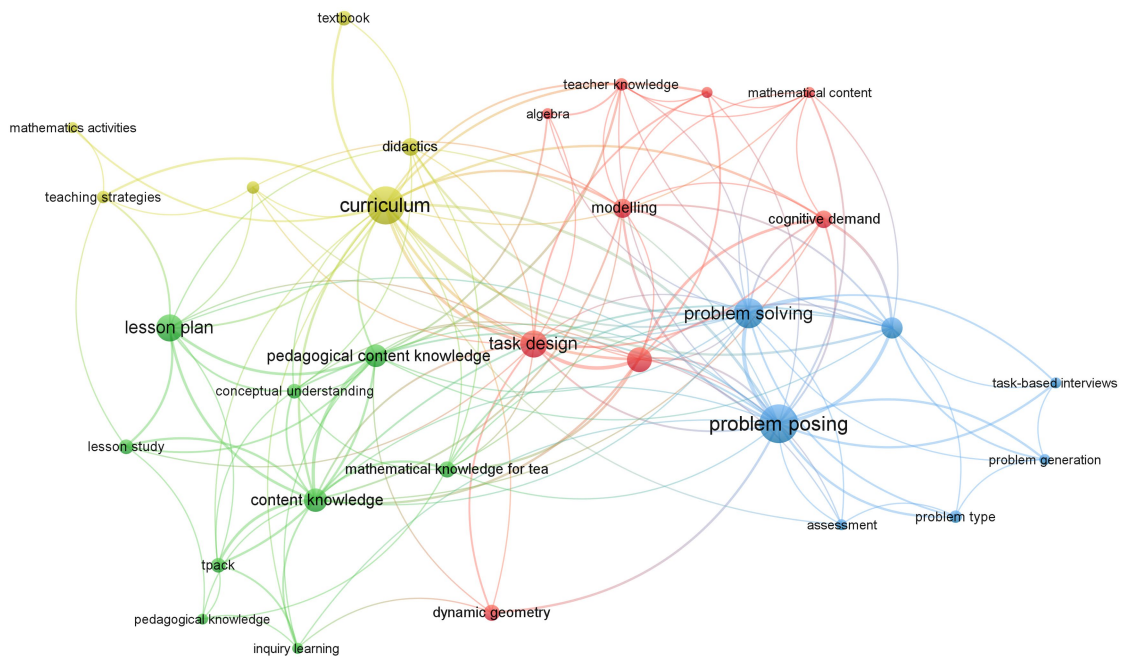 textbook
teacher knowledge
mathematical content
algebra
mathematics activities
didactics
teaching strategies
curriculum
modelling
cognitive demand
problem solving
lesson plan
task design
pedagogical content knowledge
task-based interviews
conceptual understanding
problem posing
lesson study
problem generation
mathematical knowledge for tea
content knowledge
problem type
assessment
tpack
dynamic geometry
pedagogical knowledge
inquiry learning